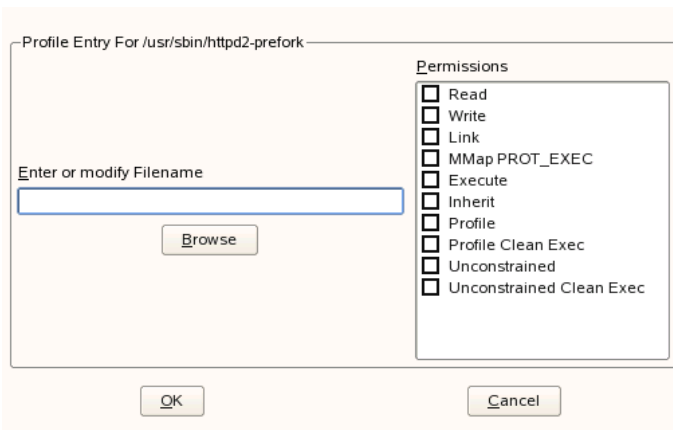 Profile Entry For /usr/sbin/httpd2-prefork
Permissions
Read
Write
Link
MMap PROT_EXEC
Execute
Inherit
Profile
Profile Clean Exec
Unconstrained
Unconstrained Clean Exec
Enter or modify Filename
Browse
OK
Cancel